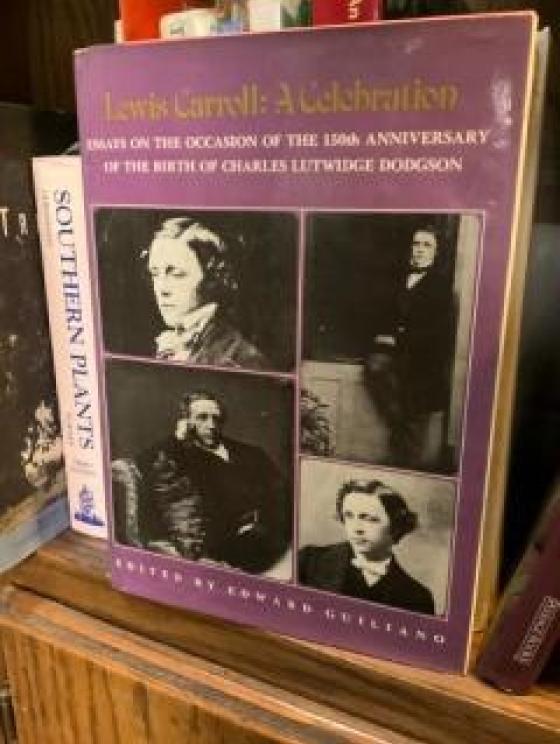 Lewis Carroll: A Celebration
ESSAYS ON THE OCCASION OF THE 150th ANNIVERSARY
OF THE BIRTH OF CHARLES LUTWIDGE DODGSON
EDITED BY EDWARD GUILIANO
SOUTHERN PLANTS
An